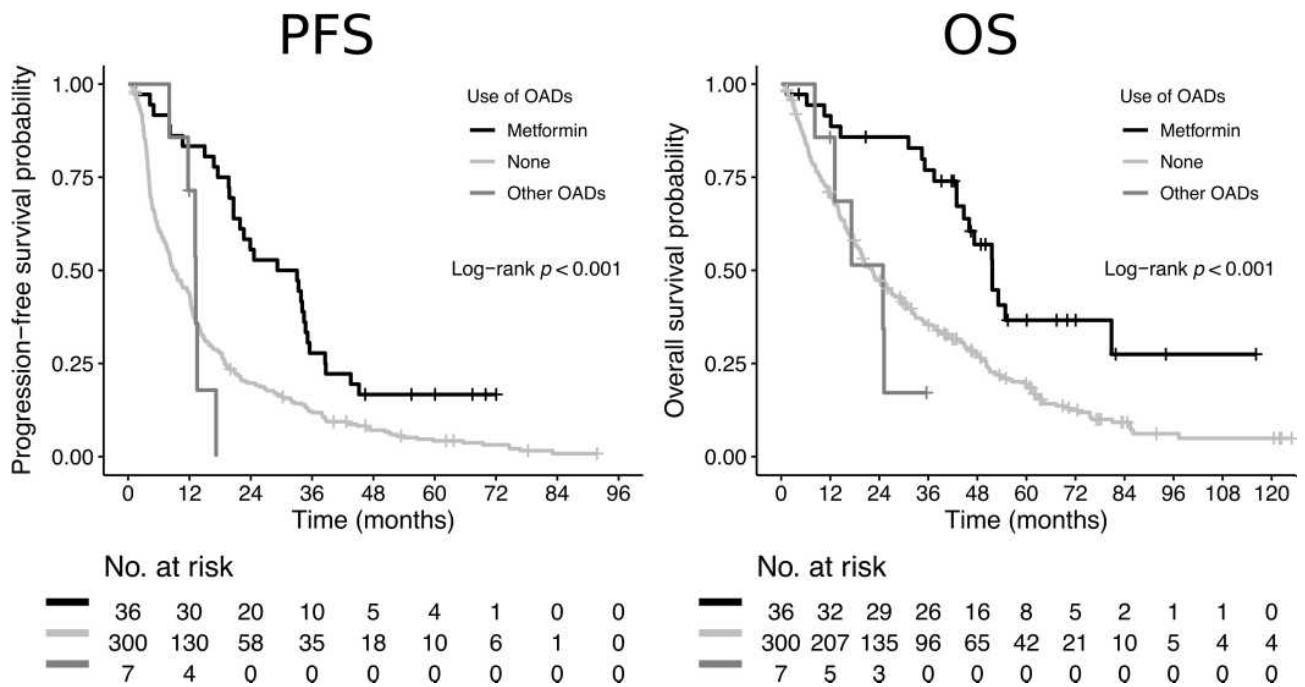 PFS
Progression-free survival probability
1.00
0.75
0.50
0.25
0.00
Use of OADs
Metformin
None
Other OADs
Log-rank p < 0.001
0 12 24 36 48 60 72 84 96
Time (months)
No. at risk
36 30 20 10 5 4 1 0 0
300 130 58 35 18 10 6 1 0
7 4 0 0 0 0 0 0 0
OS
Overall survival probability
1.00
0.75
0.50
0.25
0.00
Use of OADs
Metformin
None
Other OADs
Log-rank p < 0.001
0 12 24 36 48 60 72 84 96 108 120
Time (months)
No. at risk
36 32 29 26 16 8 5 2 1 1 0
300 207 135 96 65 42 21 10 5 4 4
7 5 3 0 0 0 0 0 0 0 0